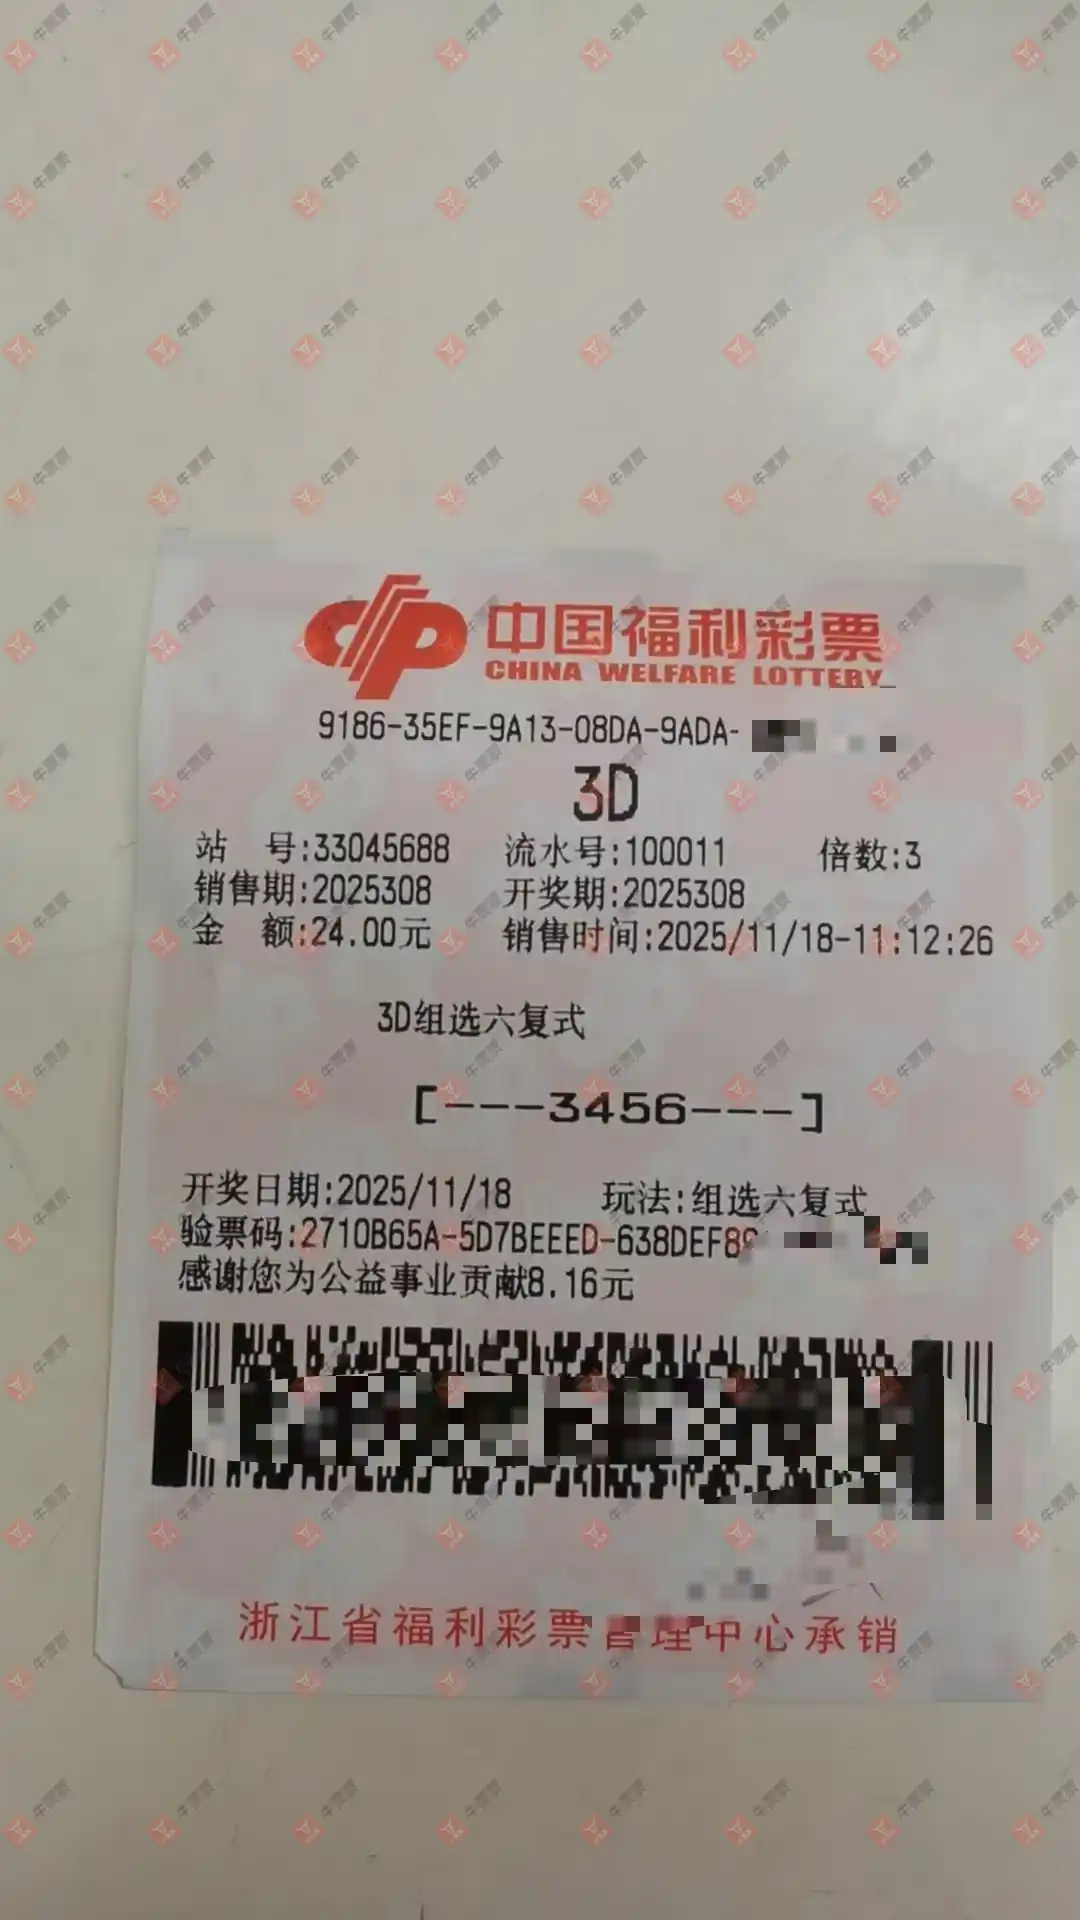 中国福利彩票
CHINA WELFARE LOTTERY
9186-35EF-9A13-08DA-9ADA-
3D
站 号:33045688 流水号:100011 倍数:3
销售期:2025308 开奖期:2025308
金 额:24.00元 销售时间:2025/11/18-11:12:26
3D组选六复式
[---3456---]
开奖日期:2025/11/18 玩法:组选六复式
验票码:2710B65A-5D7BEEED-638DEF89
感谢您为公益事业贡献8.16元
浙江省福利彩票管理中心承销
牛票票